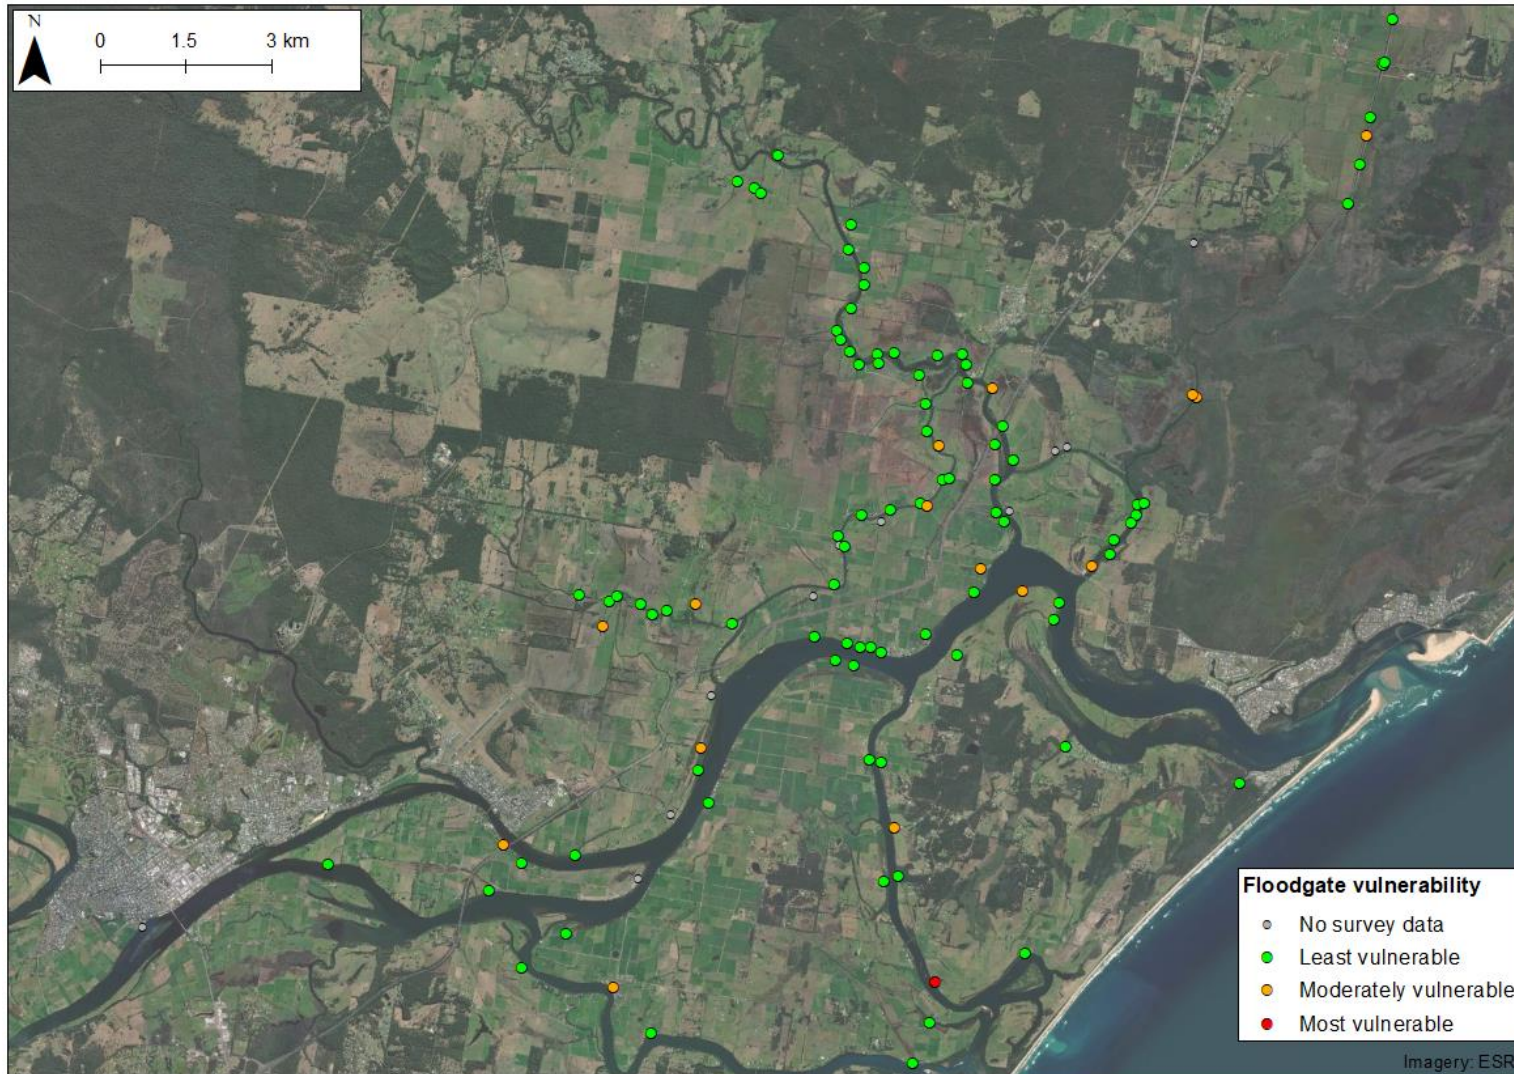 N
0 1.5 3 km
Floodgate vulnerability
No survey data
Least vulnerable
Moderately vulnerable
Most vulnerable
Imagery: ESR